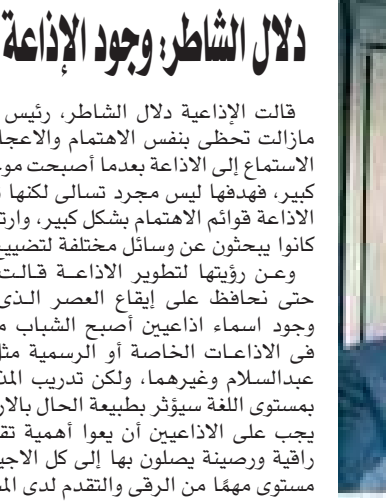 دلال الشاطر: وجود الإذاعة
قالت الإذاعية دلال الشاطر، رئيس
مازالت تحظى بنفس الاهتمام والاعجا
الاستماع إلى الاذاعة بعدما أصبحت مو
كبير، فهدفها ليس مجرد تسالى لكنها
الاذاعة قوائم الاهتمام بشكل كبير، وارت
كانوا يبحثون عن وسائل مختلفة لتضييع
وعن رؤيتها لتطوير الاذاعة قالت
حتى نحافظ على إيقاع العصر الذى
وجود اسماء اذاعيين أصبح الشباب م
فى الاذاعات الخاصة أو الرسمية مثل
عبدالسلام وغيرهما، ولكن تدريب المذ
بمستوى اللغة سيؤثر بطبيعة الحال بالار
يجب على الاذاعيين أن يعوا أهمية تق
راقية ورصينة يصلون بها إلى كل الاجي
مستوى مهمًا من الرقى والتقدم لدى الم